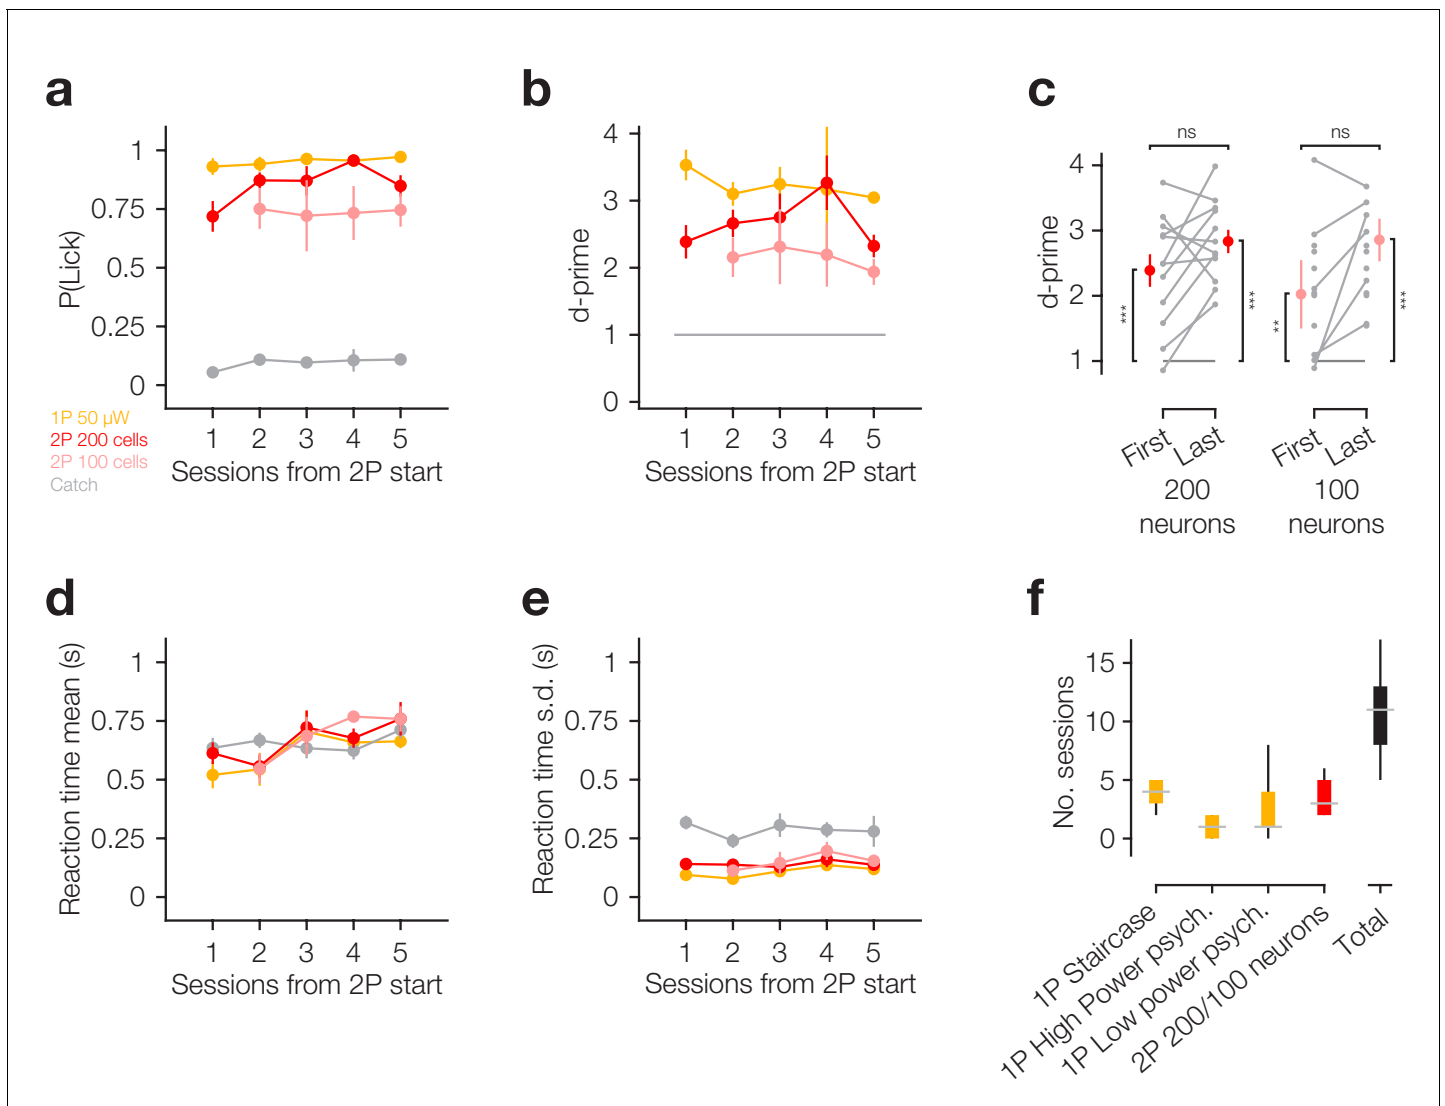 a
b
c
P(Lick)
1
0.75
0.5
0.25
0
1 2 3 4 5
Sessions from 2P start
1P 50 µW
2P 200 cells
2P 100 cells
Catch
d-prime
4
3
2
1
0
1 2 3 4 5
Sessions from 2P start
d-prime
4
3
2
1
ns
ns
***
***
**
***
First Last
First Last
200
neurons
100
neurons
d
e
f
Reaction time mean (s)
1
0.75
0.5
0.25
0
1 2 3 4 5
Sessions from 2P start
Reaction time s.d. (s)
1
0.75
0.5
0.25
0
1 2 3 4 5
Sessions from 2P start
No. sessions
15
10
5
0
1P Staircase
1P High Power psych.
1P Low power psych.
2P 200/100 neurons
Total